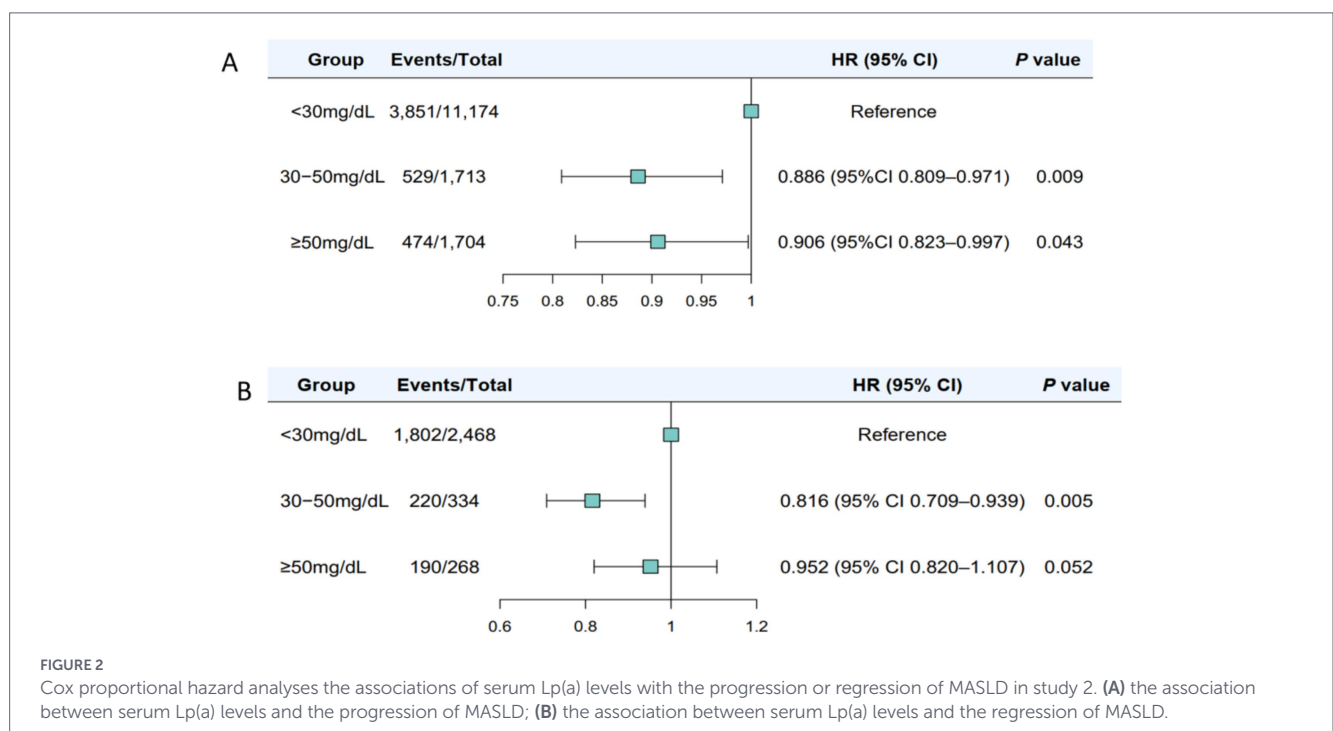 A
Group Events/Total HR (95% CI) P value
<30mg/dL 3,851/11,174 Reference
30−50mg/dL 529/1,713 0.886 (95%CI 0.809–0.971) 0.009
≥50mg/dL 474/1,704 0.906 (95%CI 0.823–0.997) 0.043
0.75 0.8 0.85 0.9 0.95 1
B
Group Events/Total HR (95% CI) P value
<30mg/dL 1,802/2,468 Reference
30−50mg/dL 220/334 0.816 (95% CI 0.709–0.939) 0.005
≥50mg/dL 190/268 0.952 (95% CI 0.820–1.107) 0.052
0.6 0.8 1 1.2
FIGURE 2
Cox proportional hazard analyses the associations of serum Lp(a) levels with the progression or regression of MASLD in study 2. (A) the association
between serum Lp(a) levels and the progression of MASLD; (B) the association between serum Lp(a) levels and the regression of MASLD.